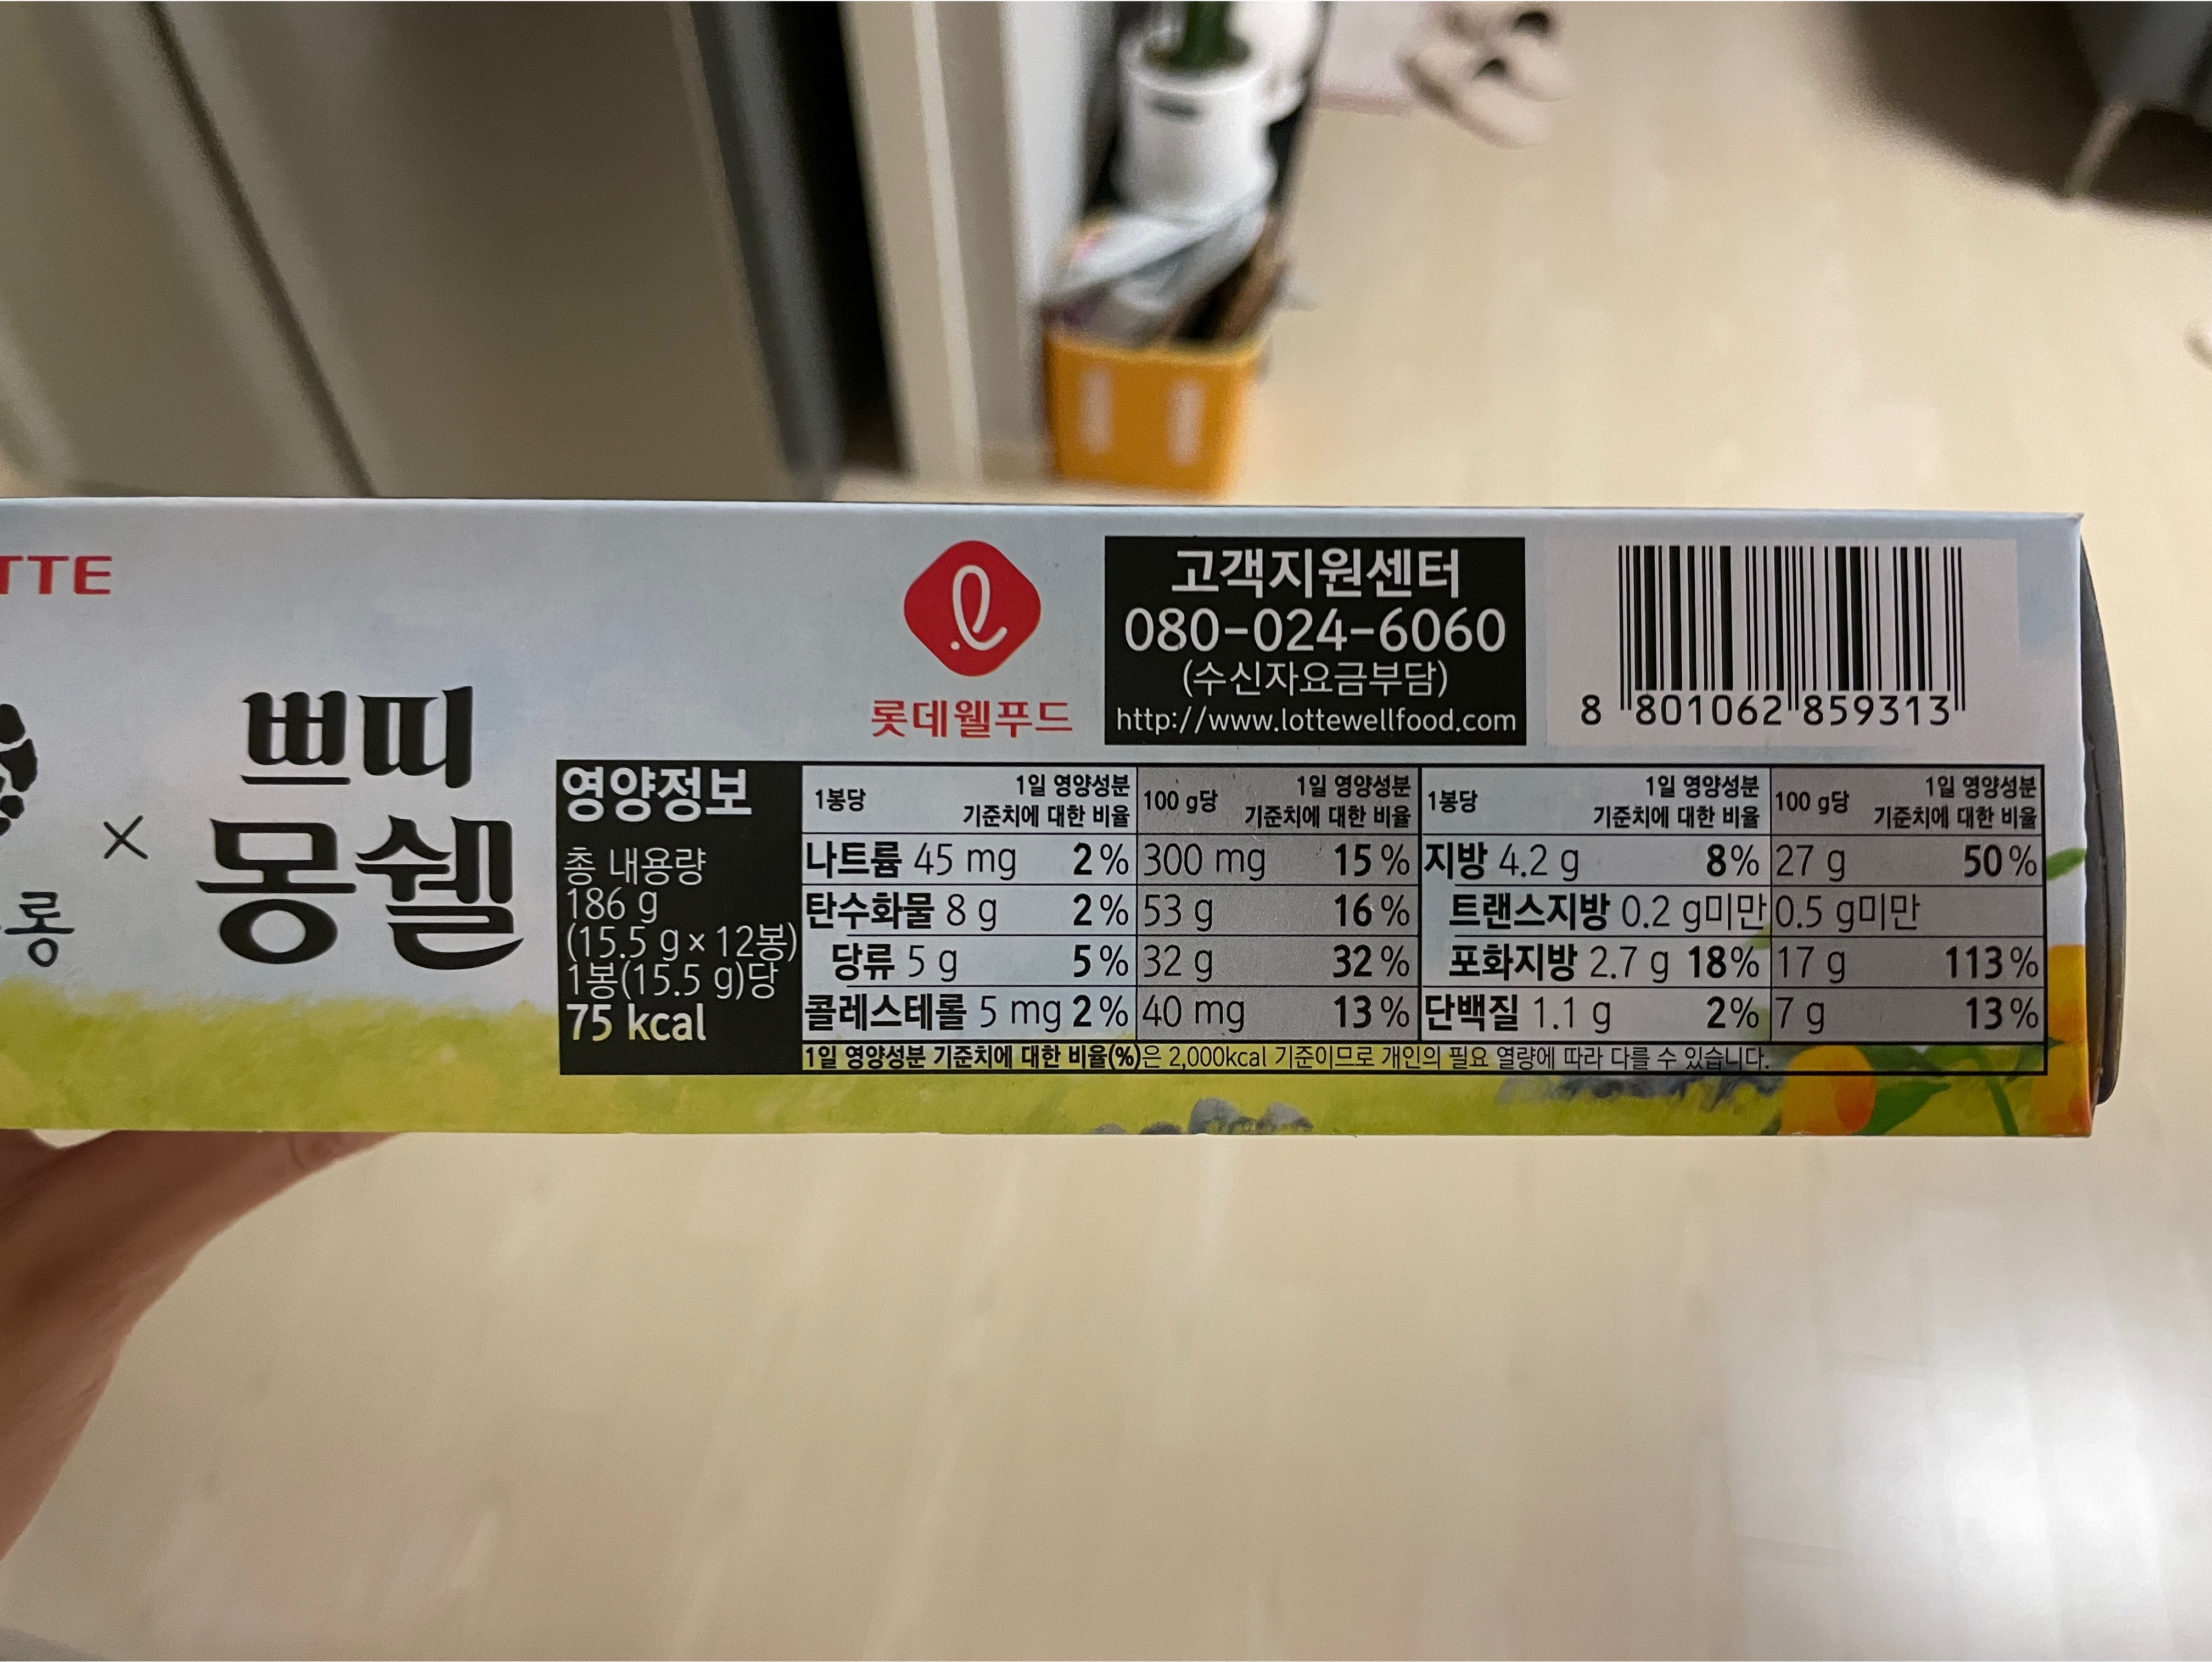 TTE
롱
×
쁘띠
몽쉘
롯데웰푸드
고객지원센터
080-024-6060
(수신자요금부담)
http://www.lottewellfood.com
8 801062 859313
영양정보
총 내용량
186 g
(15.5 g×12봉)
1봉(15.5 g)당
75 kcal
1봉당 1일 영양성분 기준치에 대한 비율 100 g당 1일 영양성분 기준치에 대한 비율 1봉당 1일 영양성분 기준치에 대한 비율 100 g당 1일 영양성분 기준치에 대한 비율
나트륨 45 mg 2% 300 mg 15% 지방 4.2 g 8% 27 g 50%
탄수화물 8 g 2% 53 g 16% 트랜스지방 0.2 g미만 0.5 g미만
당류 5 g 5% 32 g 32% 포화지방 2.7 g 18% 17 g 113%
콜레스테롤 5 mg 2% 40 mg 13% 단백질 1.1 g 2% 7 g 13%
1일 영양성분 기준치에 대한 비율(%)은 2,000kcal 기준이므로 개인의 필요 열량에 따라 다를 수 있습니다.